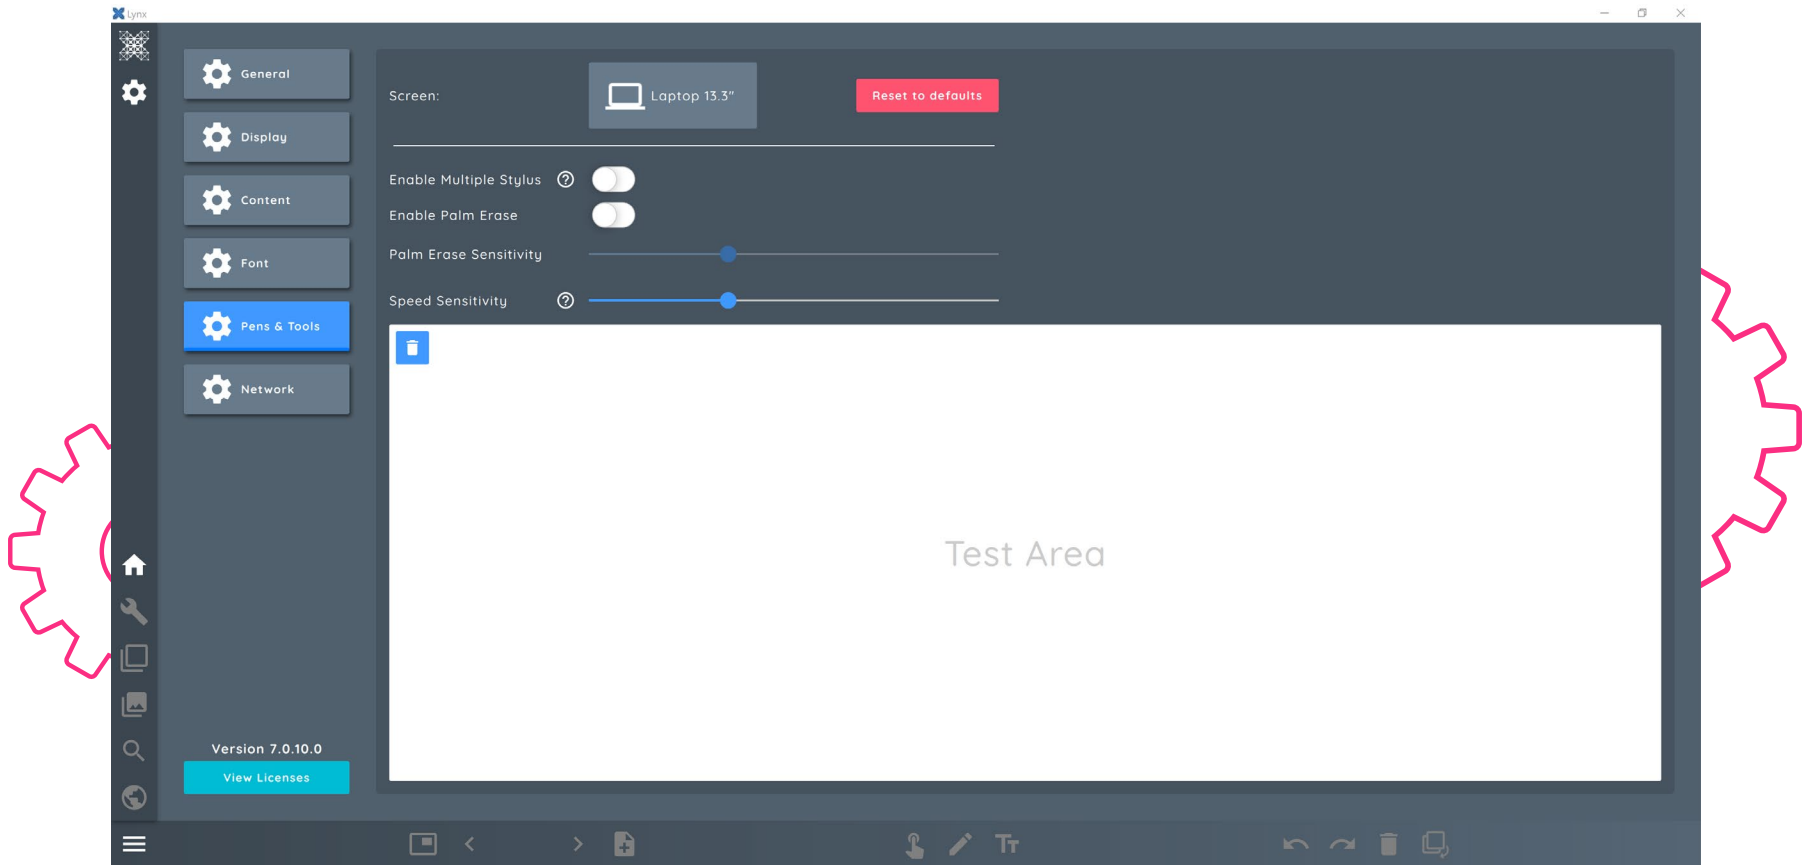 Lynx
General
Display
Content
Font
Pens & Tools
Network
Version 7.0.10.0
View Licenses
Screen:
Laptop 13.3"
Reset to defaults
Enable Multiple Stylus
Enable Palm Erase
Palm Erase Sensitivity
Speed Sensitivity
Test Area